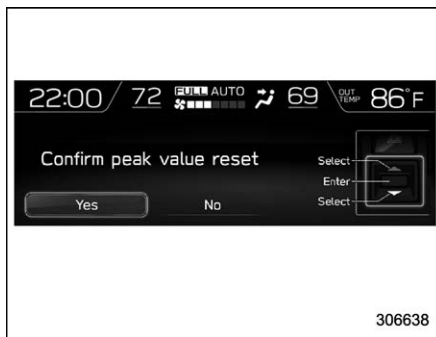 22:00 72 FULL AUTO 69 OUT TEMP 86°F
Confirm peak value reset
Select
Enter
Select
Yes No
306638